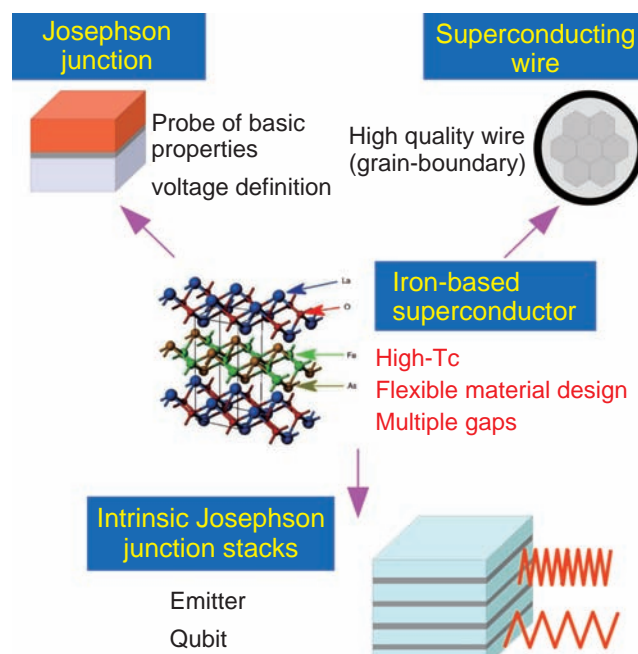 Josephson
junction
Superconducting
wire
Probe of basic
properties
voltage definition
High quality wire
(grain-boundary)
La
O
Fe
As
Iron-based
superconductor
High-Tc
Flexible material design
Multiple gaps
Intrinsic Josephson
junction stacks
Emitter
Qubit